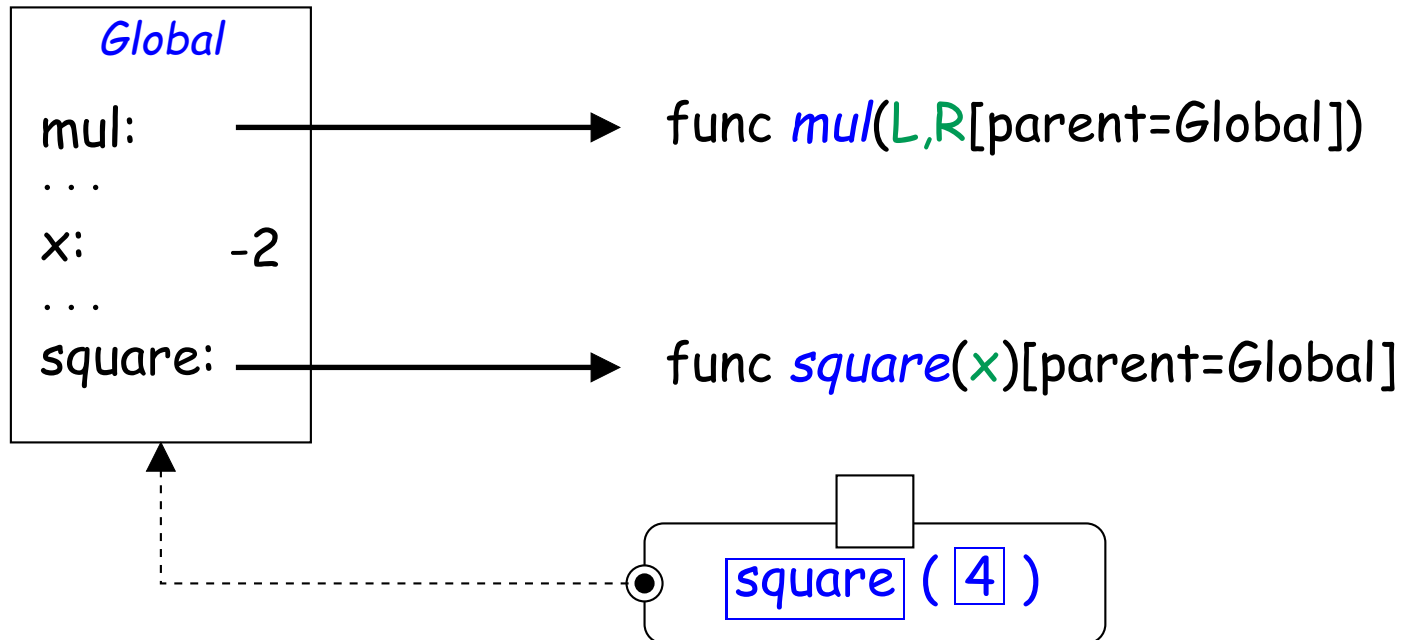 Global
mul: func mul(L,R[parent=Global])
. . .
x: -2
. . .
square: func square(x)[parent=Global]
square ( 4 )